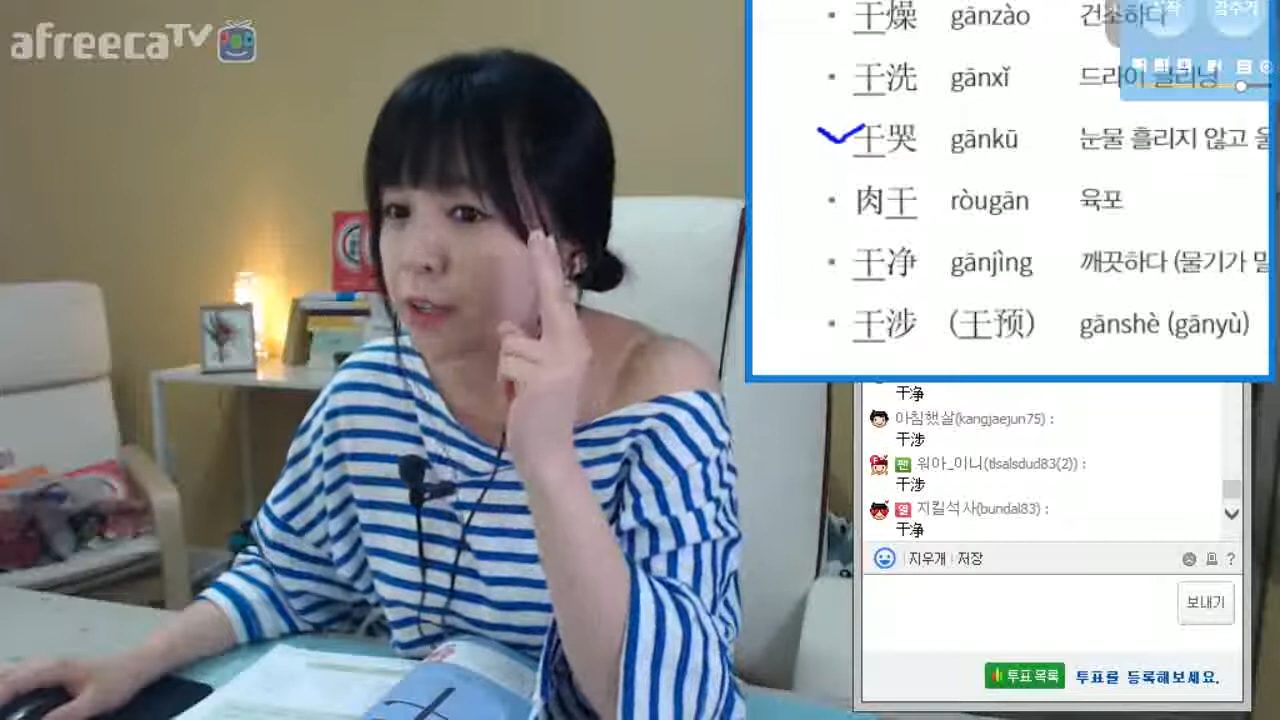 afreecaTV
· 干燥 gānzào 건조하다
· 干洗 gānxǐ 드라이 클리닝
干哭 gānkū 눈물 흘리지 않고 울
· 肉干 ròugān 육포
· 干净 gānjìng 깨끗하다 (물기가 말
· 干涉 (干预) gānshè (gānyù)
干净
아침햇살(kangjaejun75) :
干涉
팬 워아_이니(tlsalsdud83(2)) :
干涉
열 지킬석사(bundal83) :
干净
지우개 저장 ?
보내기
투표 목록 투표를 등록해보세요.